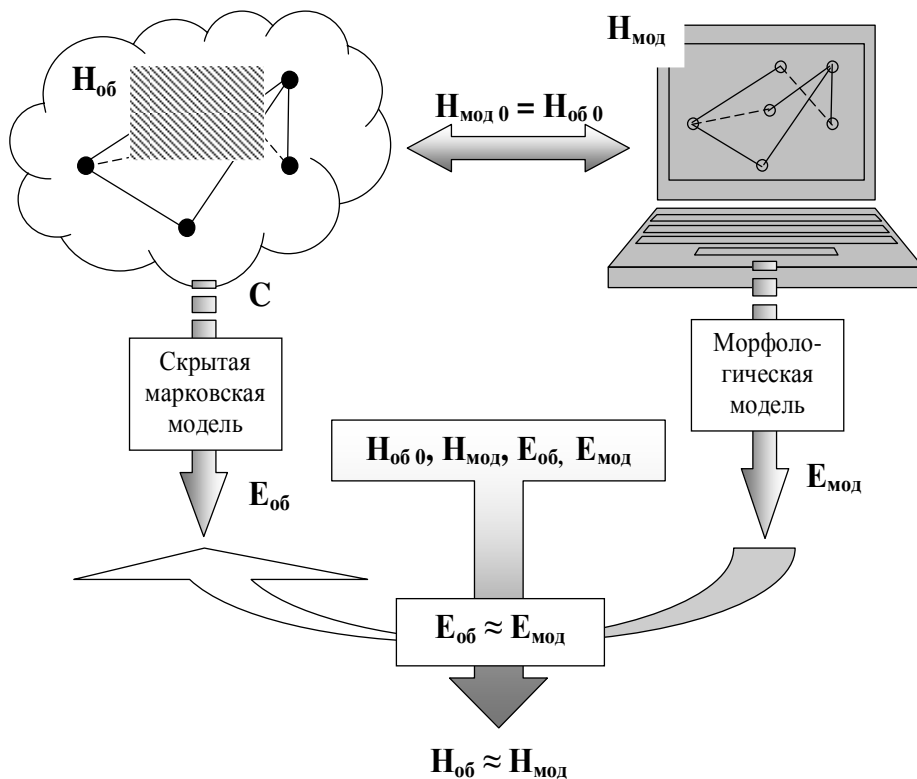 Hоб
Hмод
Hмод 0 = Hоб 0
C
Скрытая
марковская
модель
Морфоло-
гическая
модель
Hоб 0, Hмод, Eоб, Eмод
Eоб
Eмод
Eоб ≈ Eмод
Hоб ≈ Hмод